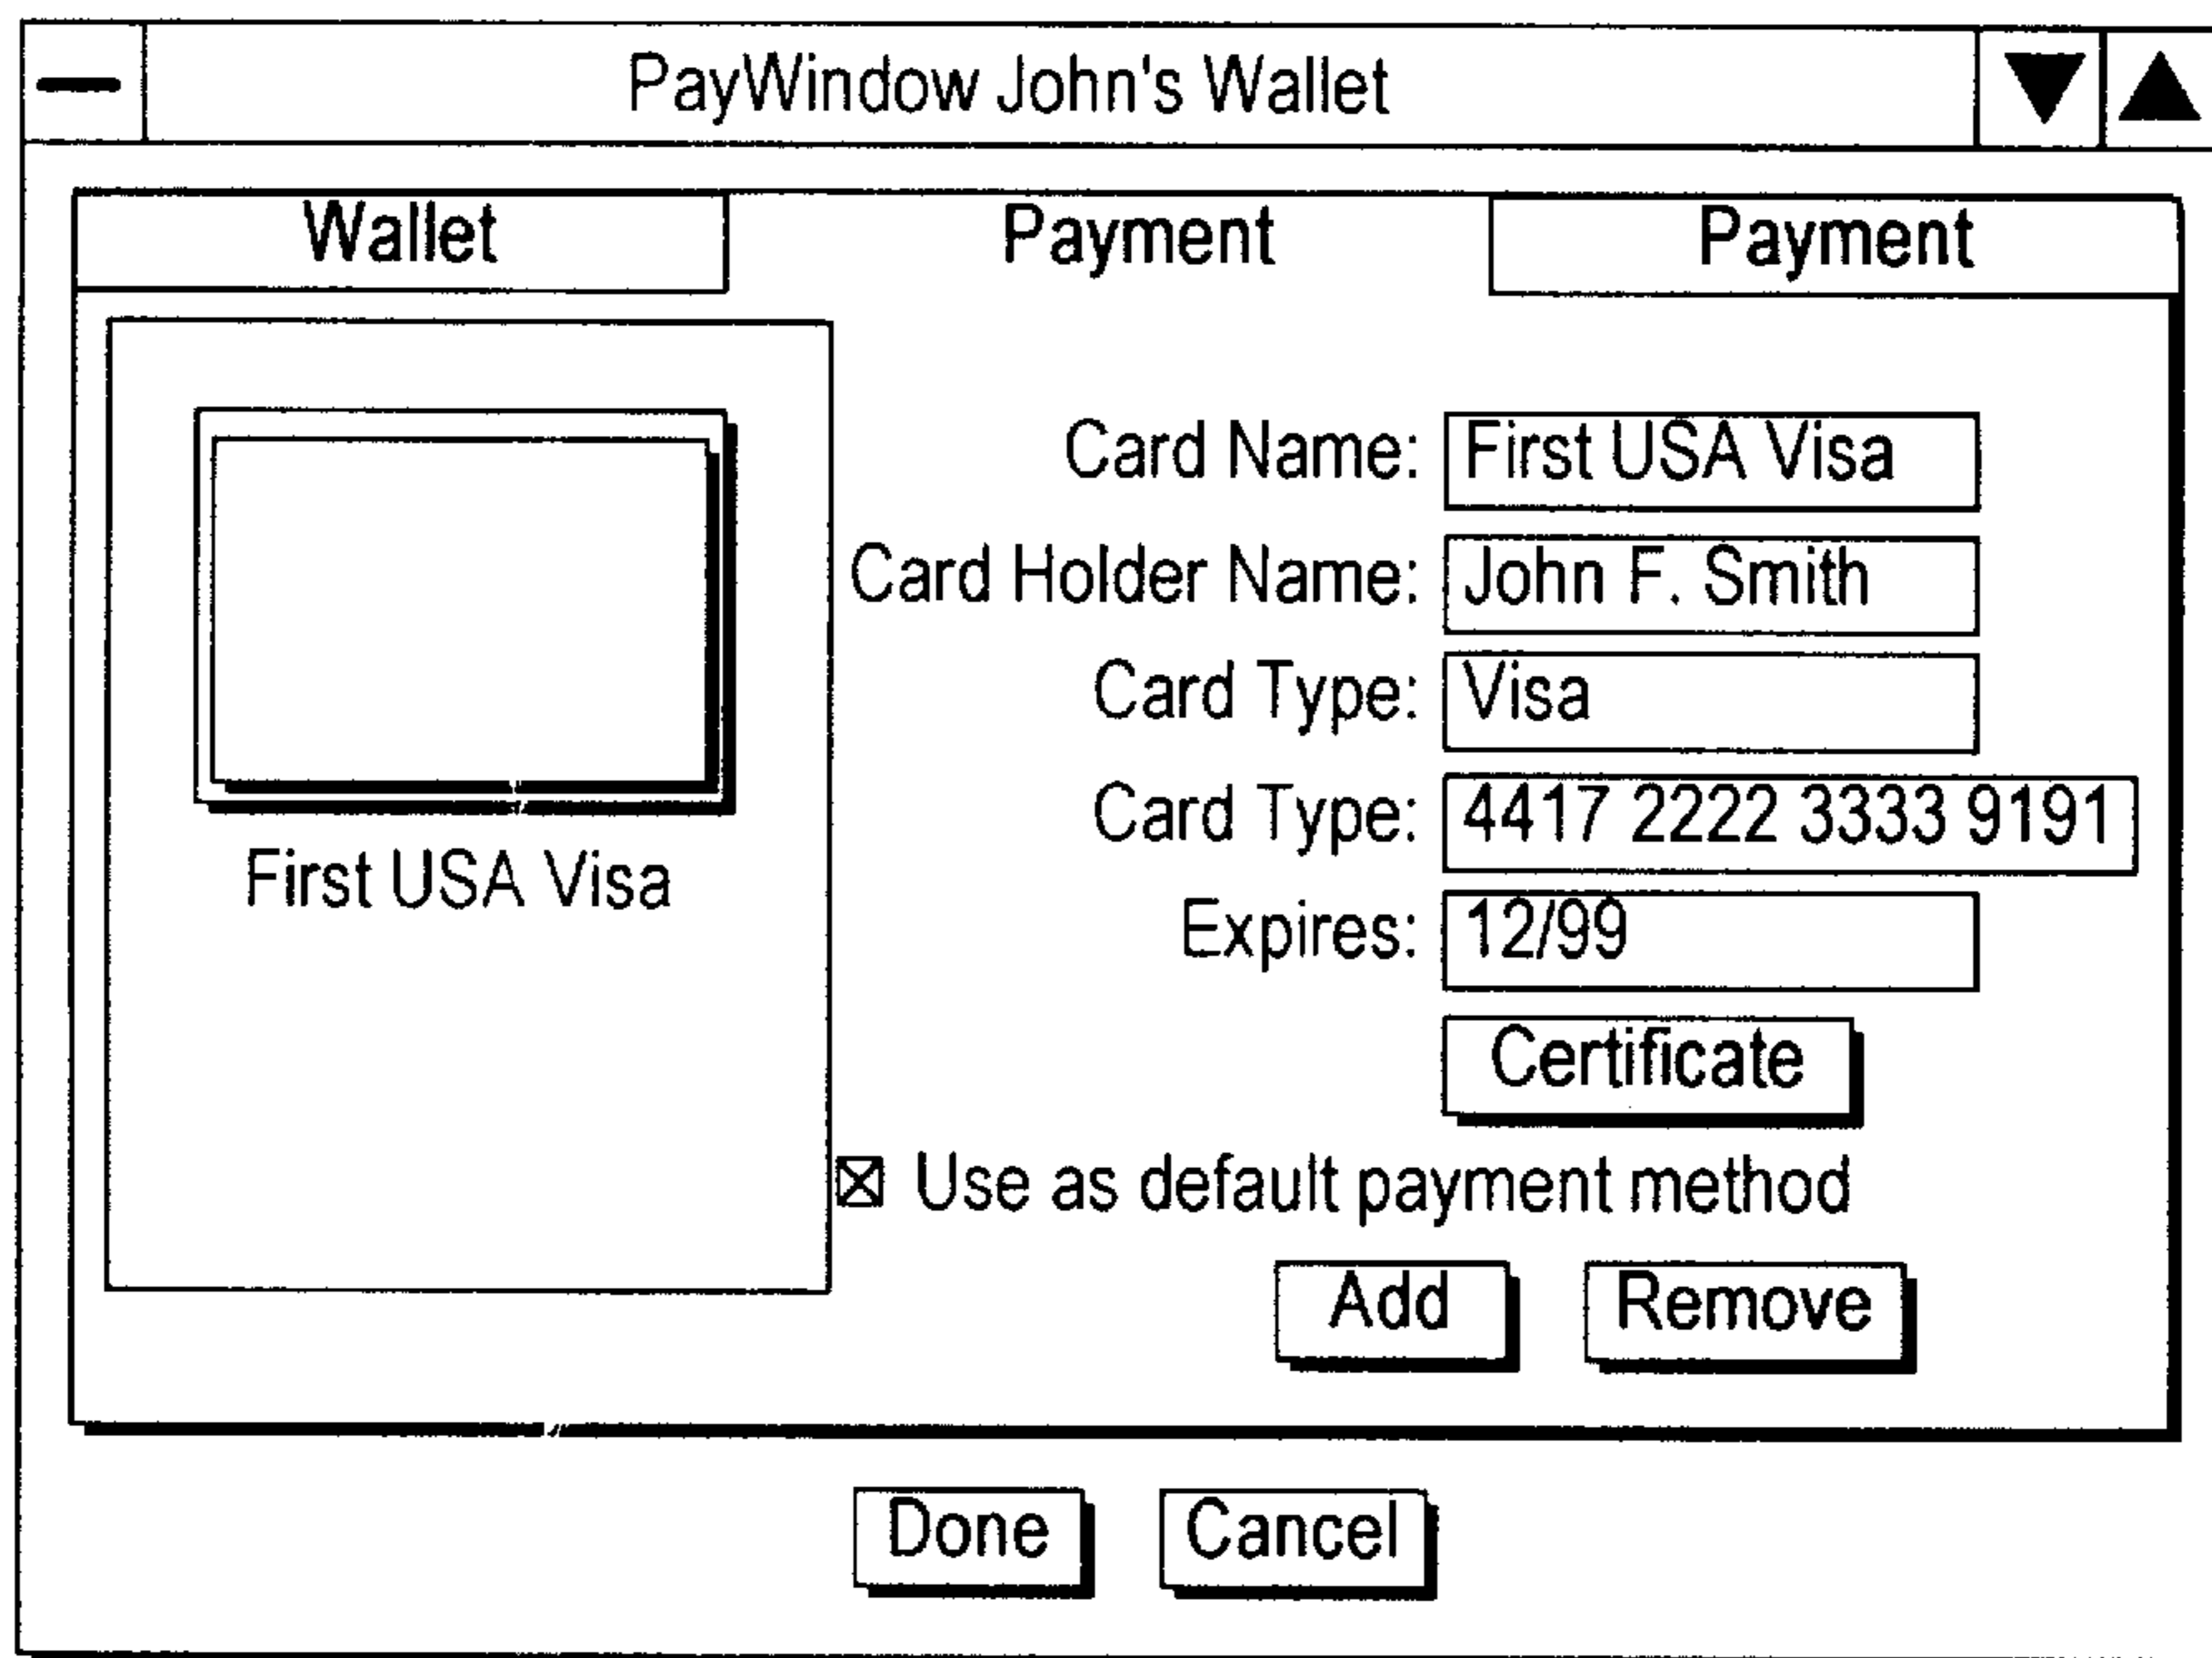 PayWindow John's Wallet
Wallet Payment Payment
Card Name: First USA Visa
Card Holder Name: John F. Smith
Card Type: Visa
Card Type: 4417 2222 3333 9191
First USA Visa
Expires: 12/99
Certificate
Use as default payment method
Add Remove
Done Cancel